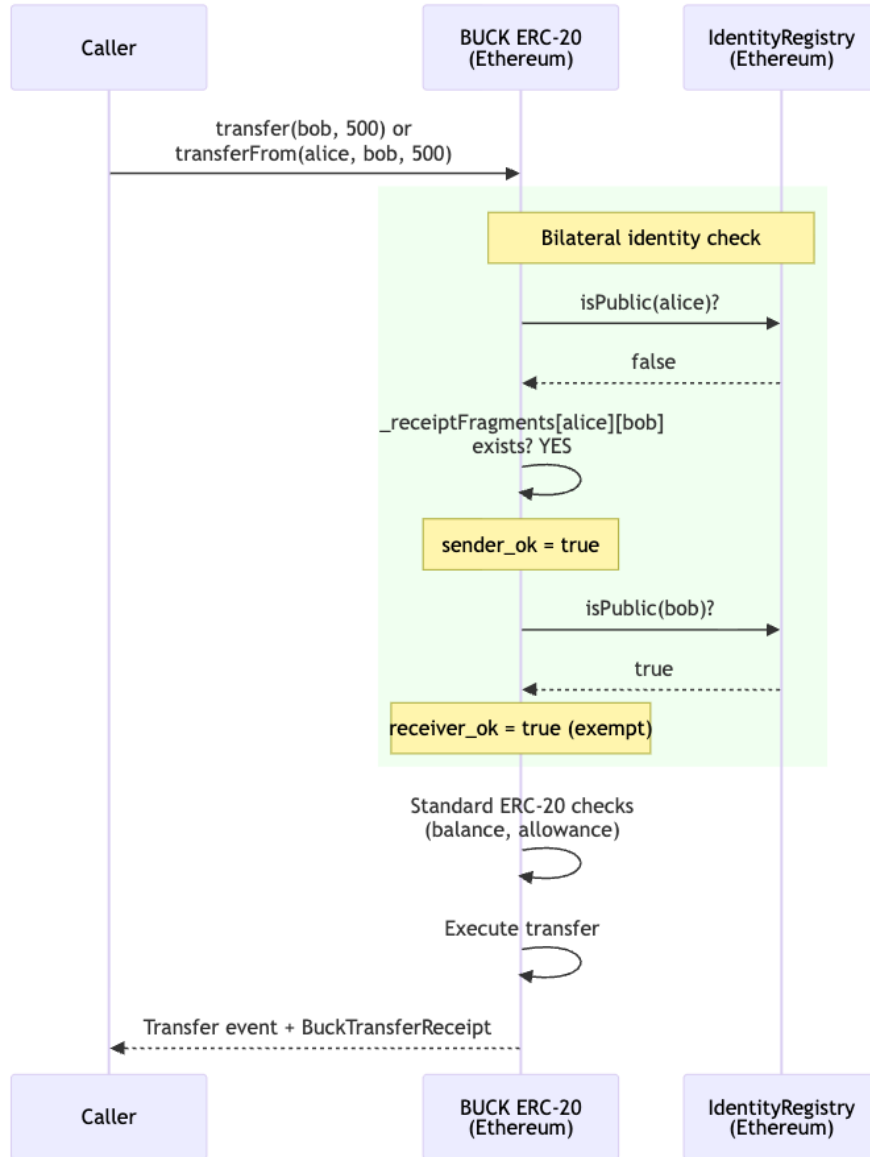 Caller
BUCK ERC-20
(Ethereum)
IdentityRegistry
(Ethereum)
transfer(bob, 500) or
transferFrom(alice, bob, 500)
Bilateral identity check
isPublic(alice)?
false
_receiptFragments[alice][bob]
exists? YES
sender_ok = true
isPublic(bob)?
true
receiver_ok = true (exempt)
Standard ERC-20 checks
(balance, allowance)
Execute transfer
Transfer event + BuckTransferReceipt
Caller
BUCK ERC-20
(Ethereum)
IdentityRegistry
(Ethereum)